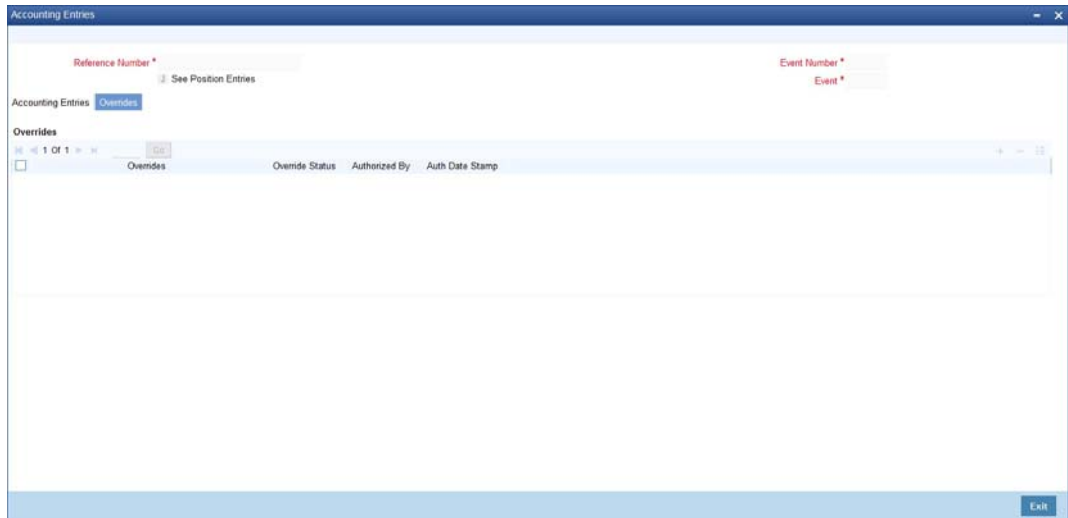 Accounting Entries
Reference Number *
Event Number *
See Position Entries
Event *
Accounting Entries Overrides
Overrides
1 Of 1 Go
Overrides Override Status Authorized By Auth Date Stamp
Exit